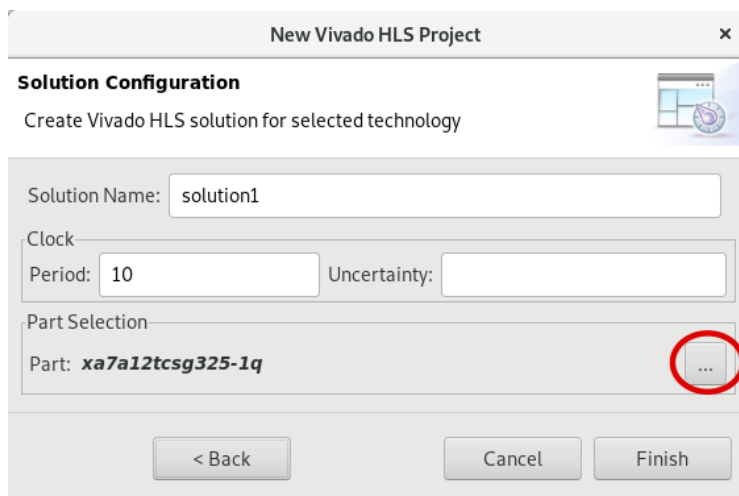 New Vivado HLS Project ×
Solution Configuration
Create Vivado HLS solution for selected technology
Solution Name: solution1
Clock
Period: 10 Uncertainty:
Part Selection
Part: xa7a12tcsg325-1q ...
< Back Cancel Finish